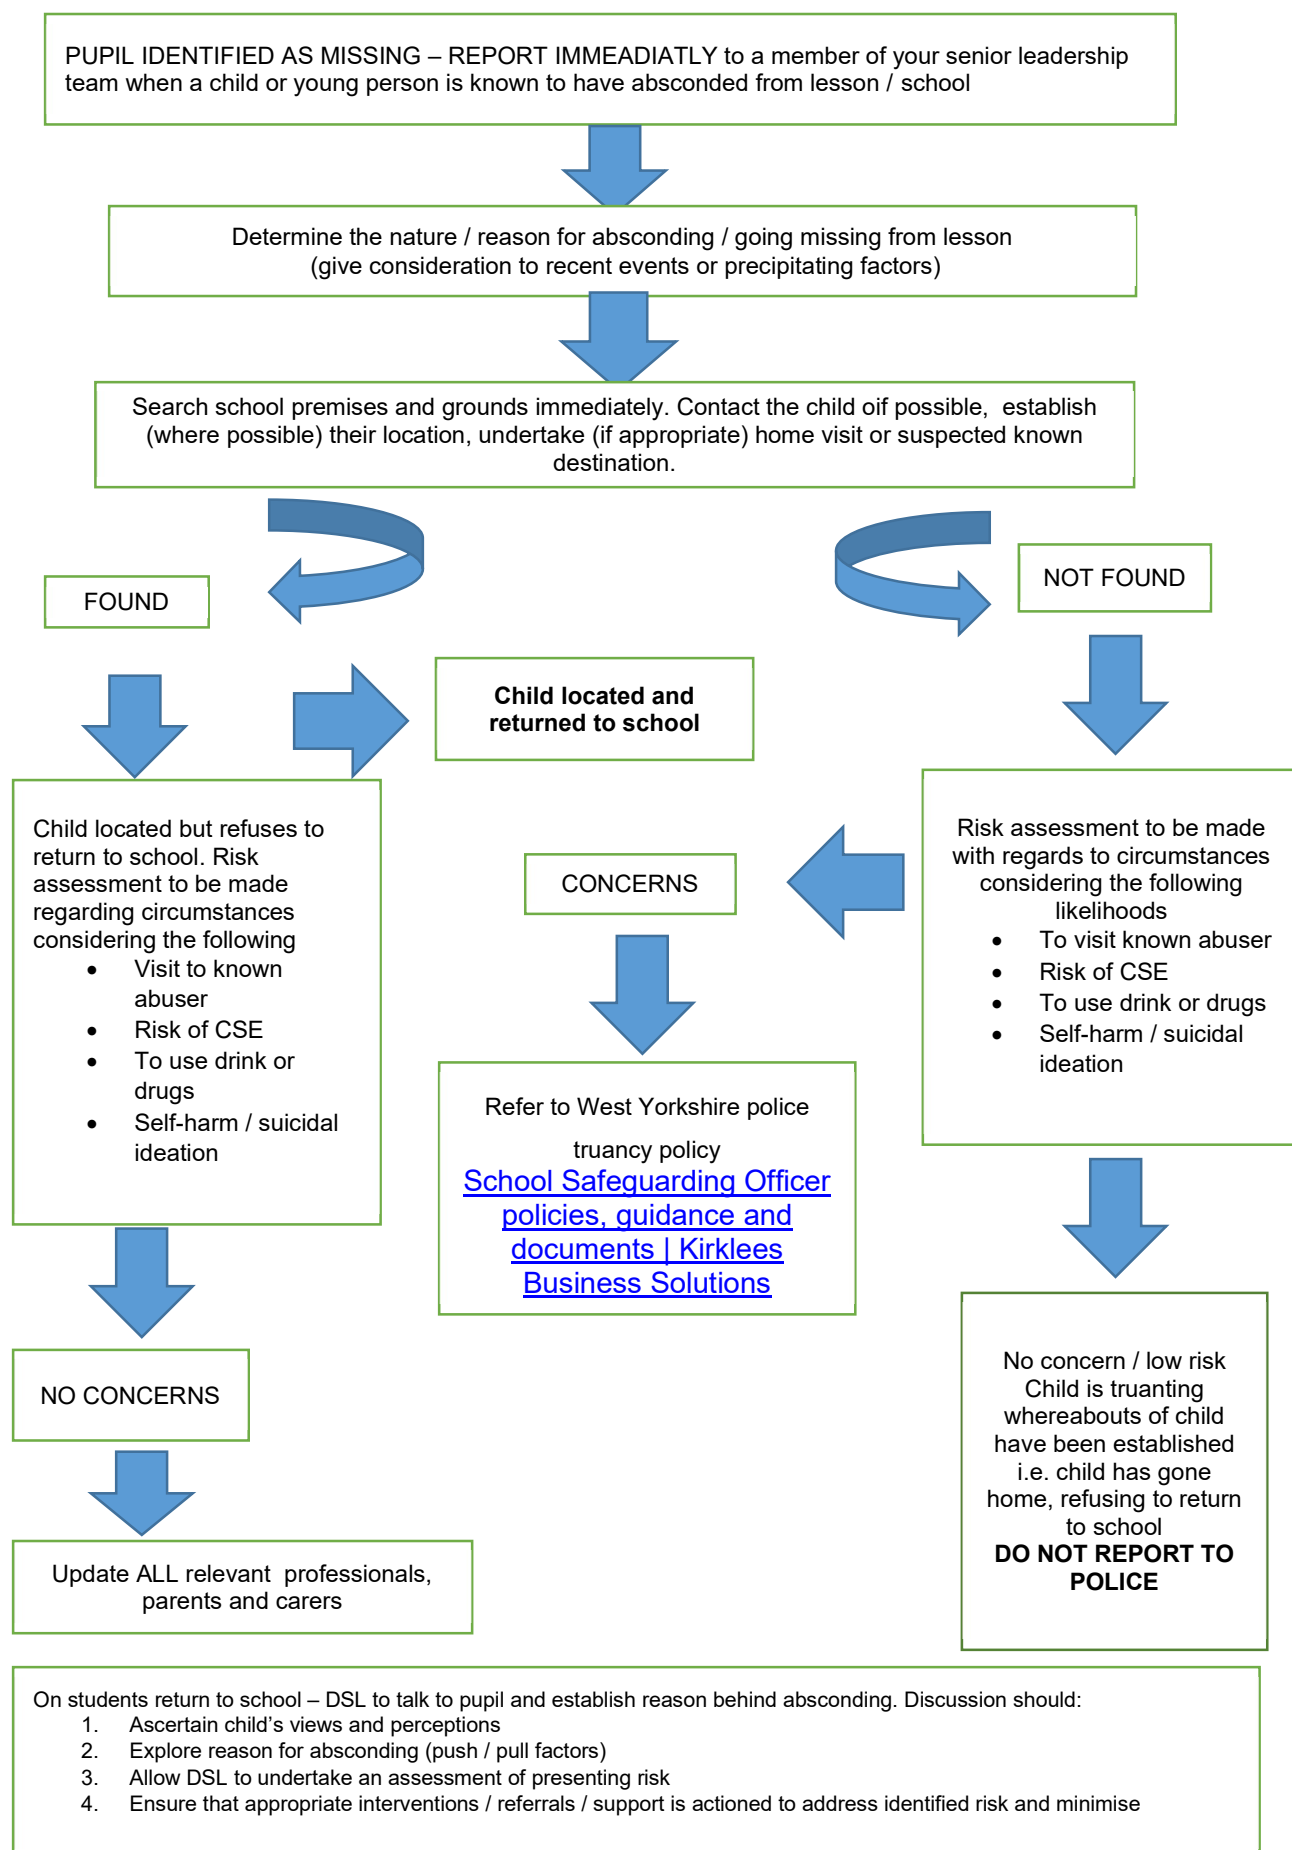 PUPIL IDENTIFIED AS MISSING – REPORT IMMEADIATLY to a member of your senior leadership
team when a child or young person is known to have absconded from lesson / school
Determine the nature / reason for absconding / going missing from lesson
(give consideration to recent events or precipitating factors)
Search school premises and grounds immediately. Contact the child oif possible, establish
(where possible) their location, undertake (if appropriate) home visit or suspected known
destination.
FOUND
NOT FOUND
Child located and
returned to school
Child located but refuses to
return to school. Risk
assessment to be made
regarding circumstances
considering the following
• Visit to known
abuser
• Risk of CSE
• To use drink or
drugs
• Self-harm / suicidal
ideation
CONCERNS
Risk assessment to be made
with regards to circumstances
considering the following
likelihoods
• To visit known abuser
• Risk of CSE
• To use drink or drugs
• Self-harm / suicidal
ideation
Refer to West Yorkshire police
truancy policy
School Safeguarding Officer
policies, guidance and
documents | Kirklees
Business Solutions
NO CONCERNS
No concern / low risk
Child is truanting
whereabouts of child
have been established
i.e. child has gone
home, refusing to return
to school
DO NOT REPORT TO
POLICE
Update ALL relevant professionals,
parents and carers
On students return to school – DSL to talk to pupil and establish reason behind absconding. Discussion should:
1. Ascertain child’s views and perceptions
2. Explore reason for absconding (push / pull factors)
3. Allow DSL to undertake an assessment of presenting risk
4. Ensure that appropriate interventions / referrals / support is actioned to address identified risk and minimise